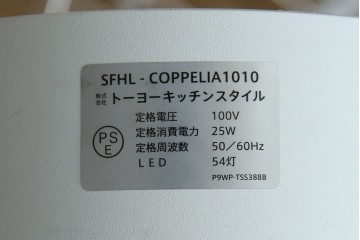 SFHL - COPPELIA1010
株式会社 トーヨーキッチンスタイル
定格電圧 100V
定格消費電力 25W
定格周波数 50／60Hz
LED 54灯
PSE
P9WP-TSS388B